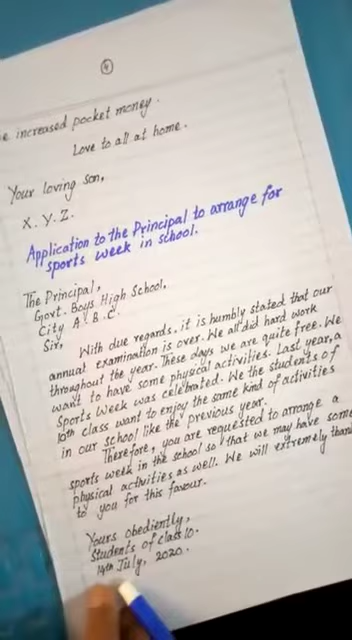 4
e increased pocket money.
Love to all at home.
Your loving son,
X.Y.Z.
Application to the Principal to arrange for
sports week in school.
The Principal,
Govt. Boys High School,
City A.B.C.
Sir,
With due regards, it is humbly stated that our
annual examination is over. We all did hard work
throughout the year. These days we are quite free. We
want to have some physical activities. Last year, a
Sports Week was celebrated. We the students of
10th class want to enjoy the same kind of activities
in our school like the previous year.
Therefore, you are requested to arrange a
sports week in the school so that we may have some
physical activities as well. We will extremely than
to you for this favour.
Yours obediently,
Students of class 10.
14th July, 2020.